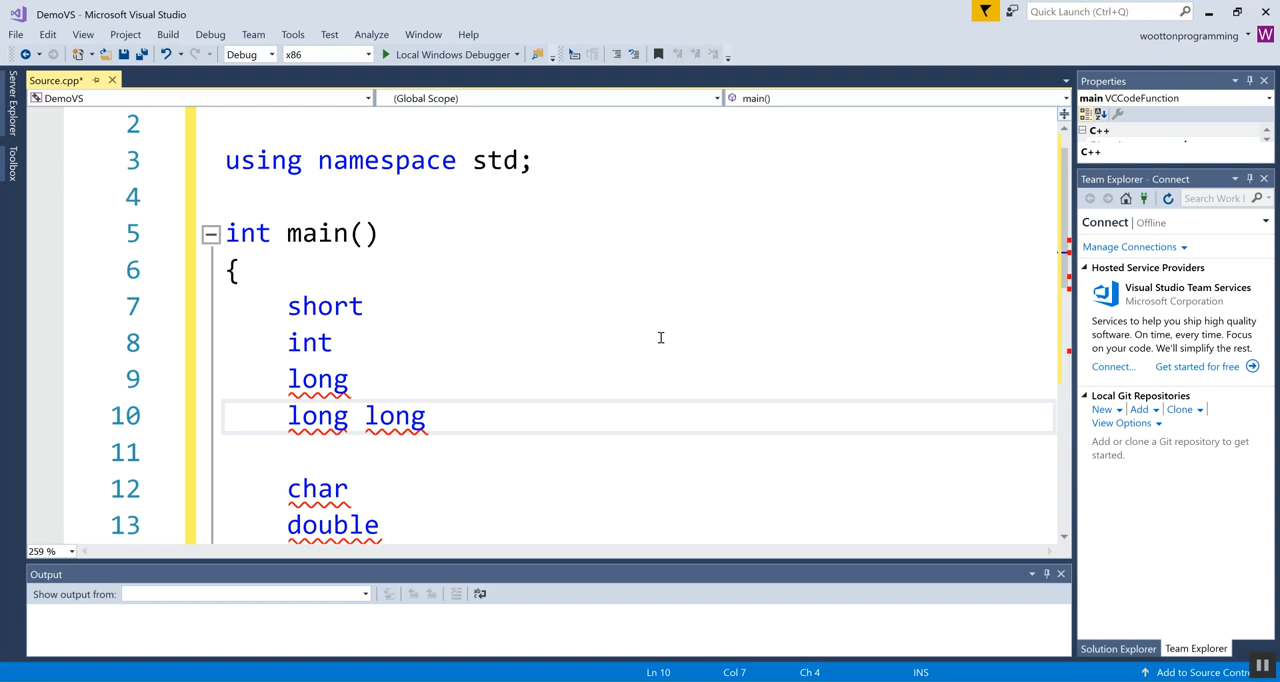 DemoVS - Microsoft Visual Studio
Quick Launch (Ctrl+Q)
File Edit View Project Build Debug Team Tools Test Analyze Window Help
woottonprogramming W
Debug x86 Local Windows Debugger
Source.cpp*
DemoVS (Global Scope) main()
2
3 using namespace std;
4
5 int main()
6 {
7 short
8 int
9 long
10 long long
11
12 char
13 double
259 %
Output
Show output from:
Server Explorer
Toolbox
Properties
main VCCodeFunction
C++
C++
Team Explorer - Connect
Search Work I
Connect | Offline
Manage Connections
Hosted Service Providers
Visual Studio Team Services
Microsoft Corporation
Services to help you ship high quality
software. On time, every time. Focus
on your code. We'll simplify the rest.
Connect... Get started for free
Local Git Repositories
New Add Clone
View Options
Add or clone a Git repository to get
started.
Solution Explorer Team Explorer
Ln 10 Col 7 Ch 4 INS Add to Source Contr